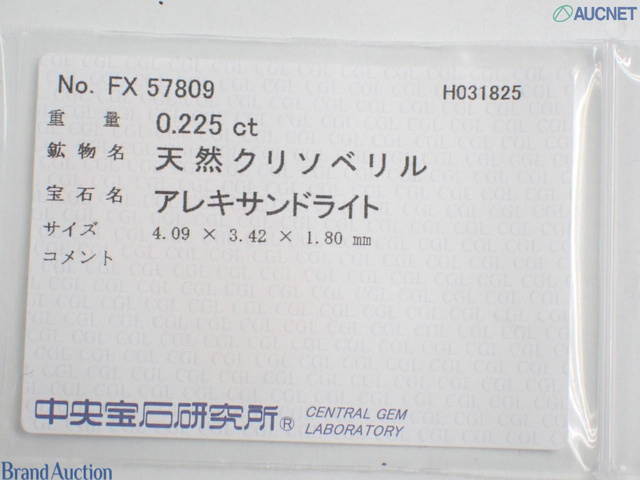 AUCNET
No. FX 57809 H031825
重量 0.225 ct
鉱物名 天然クリソベリル
宝石名 アレキサンドライト
サイズ 4.09 × 3.42 × 1.80 mm
コメント
中央宝石研究所® CENTRAL GEM
LABORATORY
Brand Auction